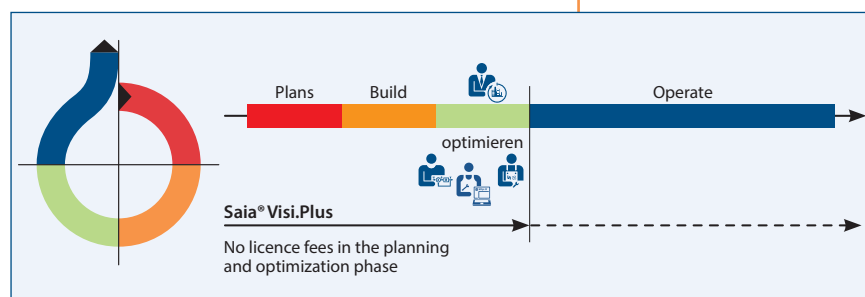 Plans Build Operate
optimieren
Saia® Visi.Plus
No licence fees in the planning
and optimization phase